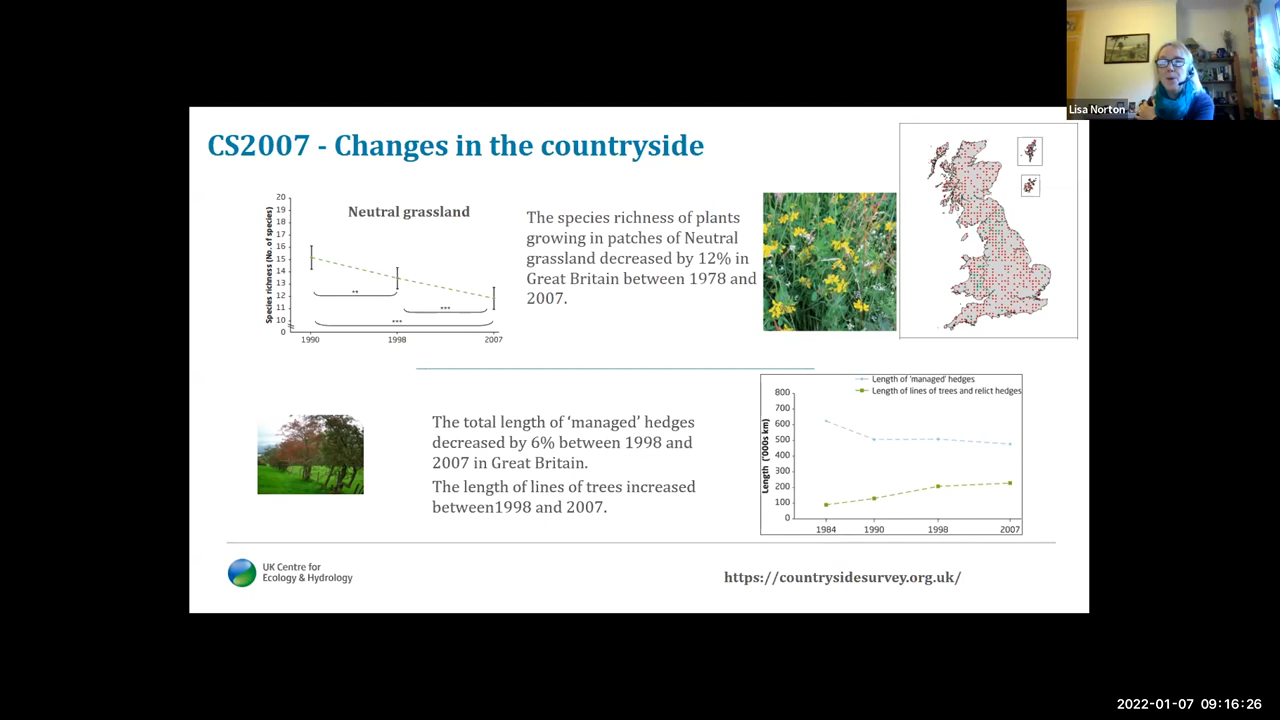 Lisa Norton
CS2007 - Changes in the countryside
Neutral grassland
Species richness (No. of species)
20
19
18
17
16
15
14
13
12
11
10
0
**
***
***
1990 1998 2007
The species richness of plants
growing in patches of Neutral
grassland decreased by 12% in
Great Britain between 1978 and
2007.
The total length of ‘managed’ hedges
decreased by 6% between 1998 and
2007 in Great Britain.
The length of lines of trees increased
between1998 and 2007.
Length of 'managed' hedges
Length of lines of trees and relict hedges
Length ('000s km)
800
700
600
500
400
300
200
100
0
1984 1990 1998 2007
UK Centre for
Ecology & Hydrology
https://countrysidesurvey.org.uk/
2022-01-07 09:16:26